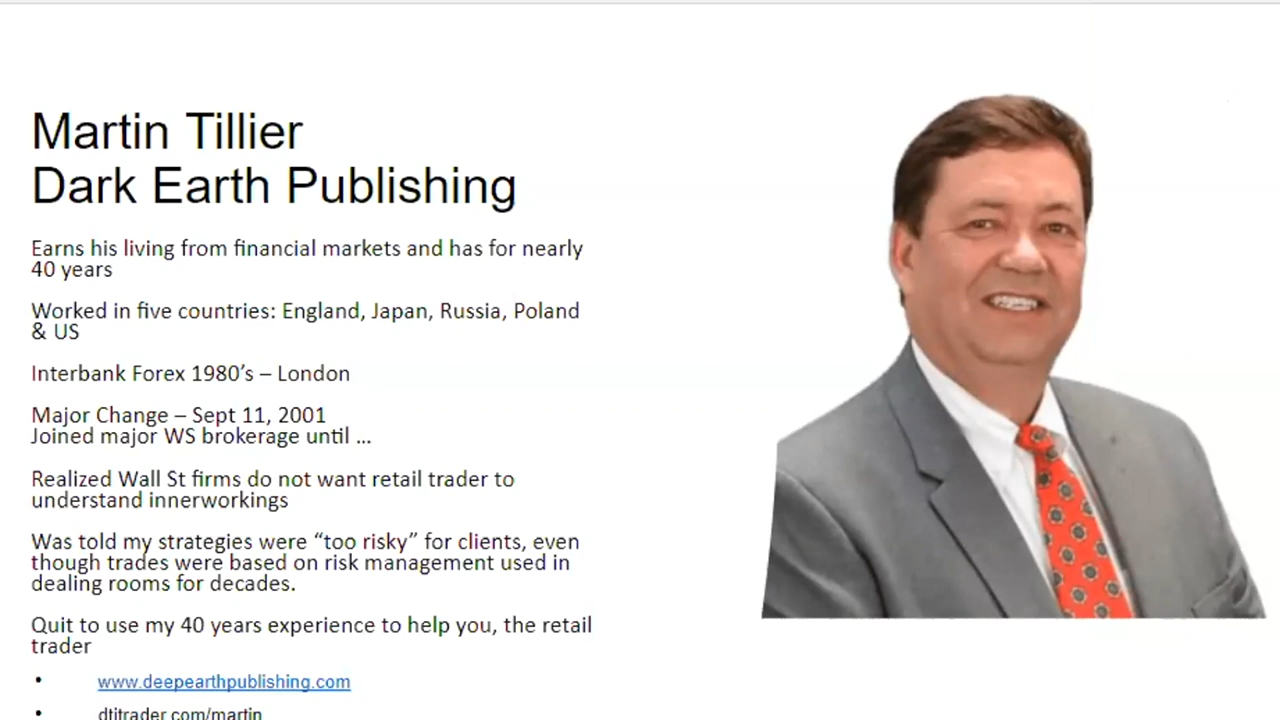 Martin Tillier
Dark Earth Publishing
Earns his living from financial markets and has for nearly
40 years
Worked in five countries: England, Japan, Russia, Poland
& US
Interbank Forex 1980’s – London
Major Change – Sept 11, 2001
Joined major WS brokerage until ...
Realized Wall St firms do not want retail trader to
understand innerworkings
Was told my strategies were “too risky” for clients, even
though trades were based on risk management used in
dealing rooms for decades.
Quit to use my 40 years experience to help you, the retail
trader
• www.deepearthpublishing.com
• dtitrader.com/martin